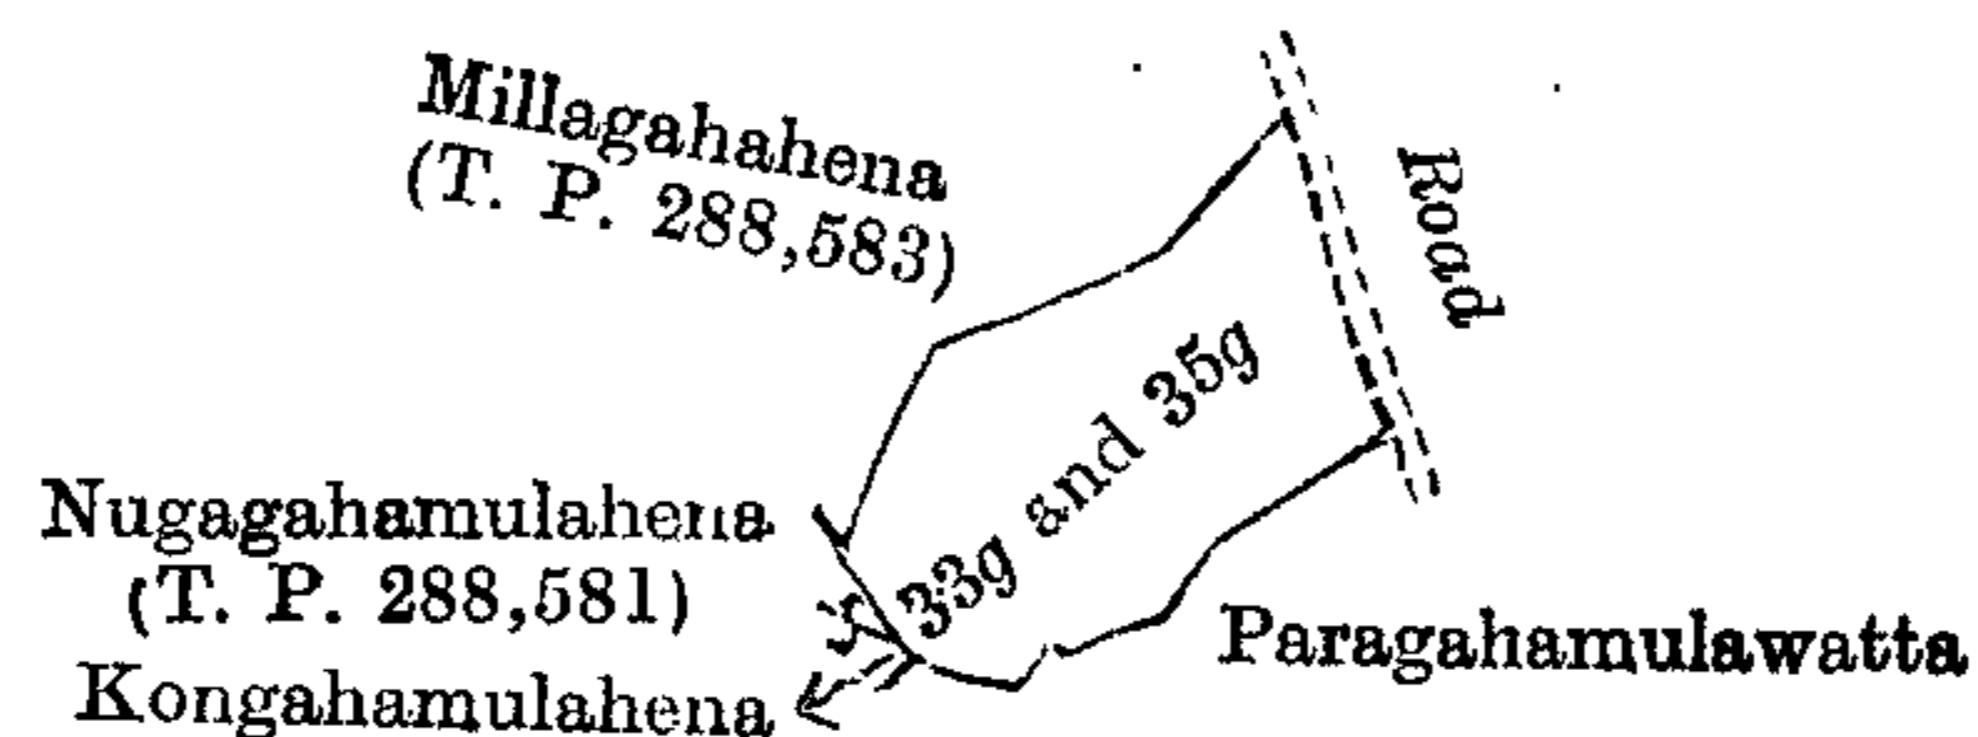 Millagahahena
(T. P. 288,583)
Road
33g and 35g
Nugagahamulahena
(T. P. 288,581)
Kongahamulahena
Paragahamulawatta